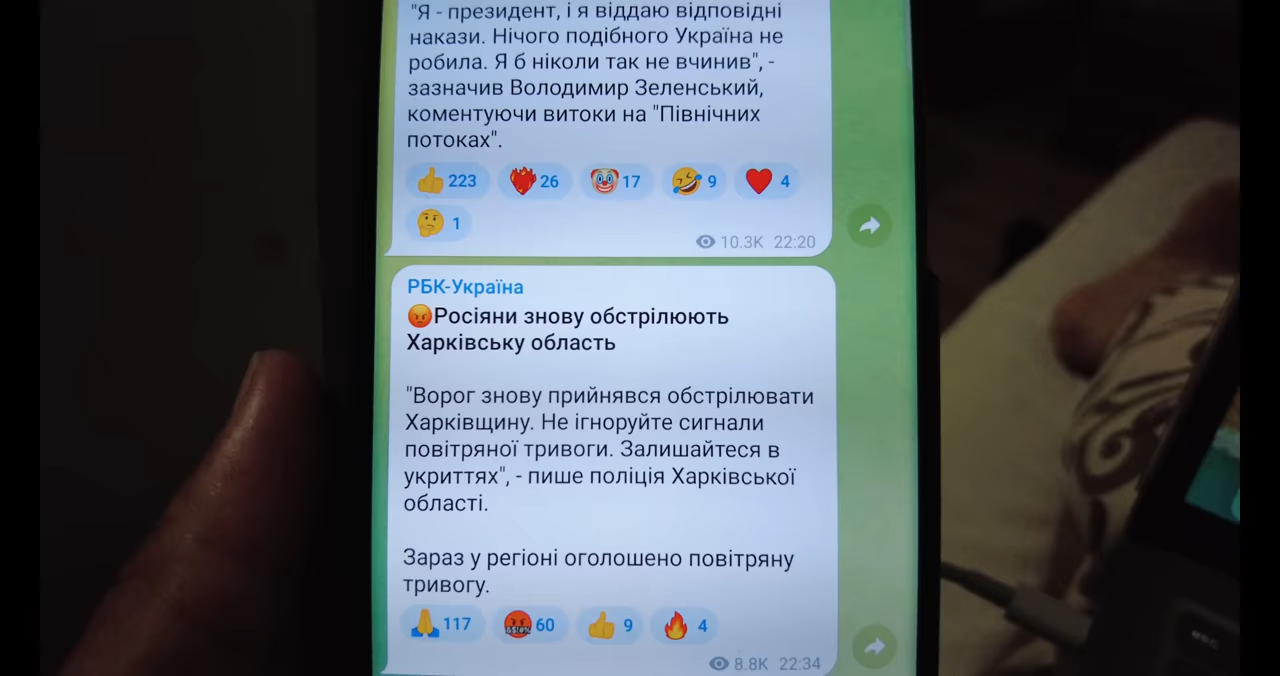 "Я - президент, і я віддаю відповідні
накази. Нічого подібного Україна не
робила. Я б ніколи так не вчинив", -
зазначив Володимир Зеленський,
коментуючи витоки на "Північних
потоках".
223 26 17 9 4
1
10.3K 22:20
РБК-Україна
Росіяни знову обстрілюють
Харківську область
"Ворог знову прийнявся обстрілювати
Харківщину. Не ігноруйте сигнали
повітряної тривоги. Залишайтеся в
укриттях", - пише поліція Харківської
області.
Зараз у регіоні оголошено повітряну
тривогу.
117 60 9 4
8.8K 22:34
esc